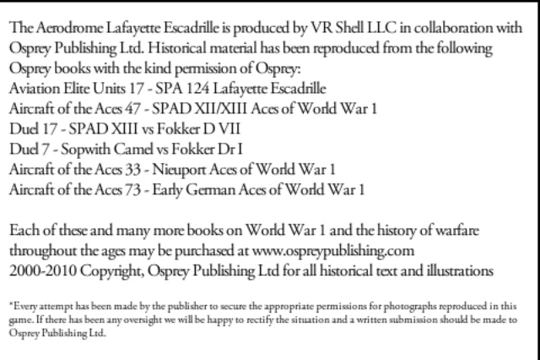 The Aerodrome Lafayette Escadrille is produced by VR Shell LLC in collaboration with
Osprey Publishing Ltd. Historical material has been reproduced from the following
Osprey books with the kind permission of Osprey:
Aviation Elite Units 17 - SPA 124 Lafayette Escadrille
Aircraft of the Aces 47 - SPAD XII/XIII Aces of World War 1
Duel 17 - SPAD XIII vs Fokker D VII
Duel 7 - Sopwith Camel vs Fokker Dr I
Aircraft of the Aces 33 - Nieuport Aces of World War 1
Aircraft of the Aces 73 - Early German Aces of World War 1
Each of these and many more books on World War 1 and the history of warfare
throughout the ages may be purchased at www.ospreypublishing.com
2000-2010 Copyright, Osprey Publishing Ltd for all historical text and illustrations
*Every attempt has been made by the publisher to secure the appropriate permissions for photographs reproduced in this
game. If there has been any oversight we will be happy to rectify the situation and a written submission should be made to
Osprey Publishing Ltd.